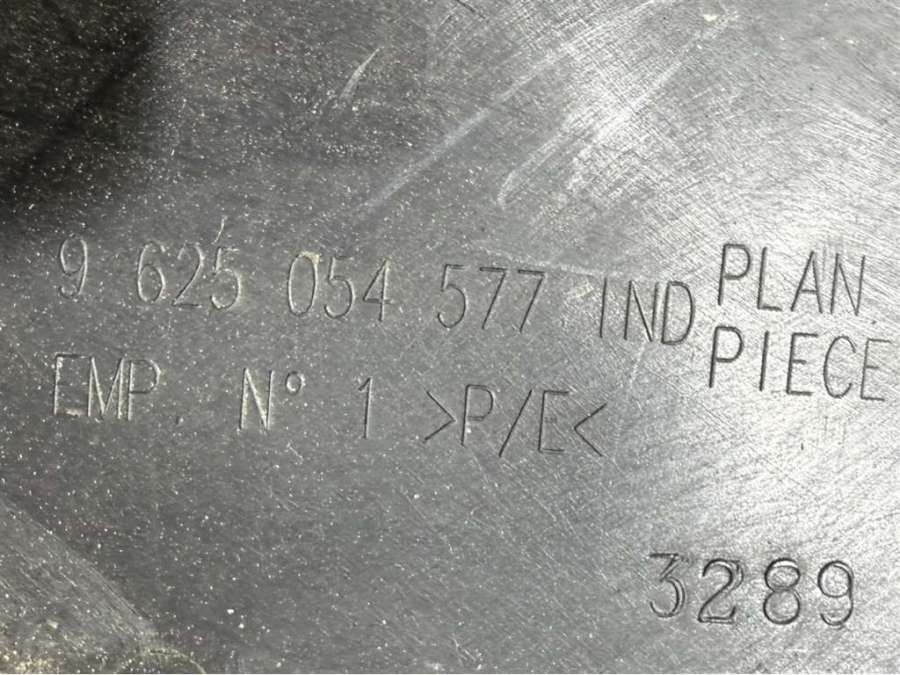 9 625 054 577 IND PLAN.
PIECE
EMP. N° 1 >P/E<
3289